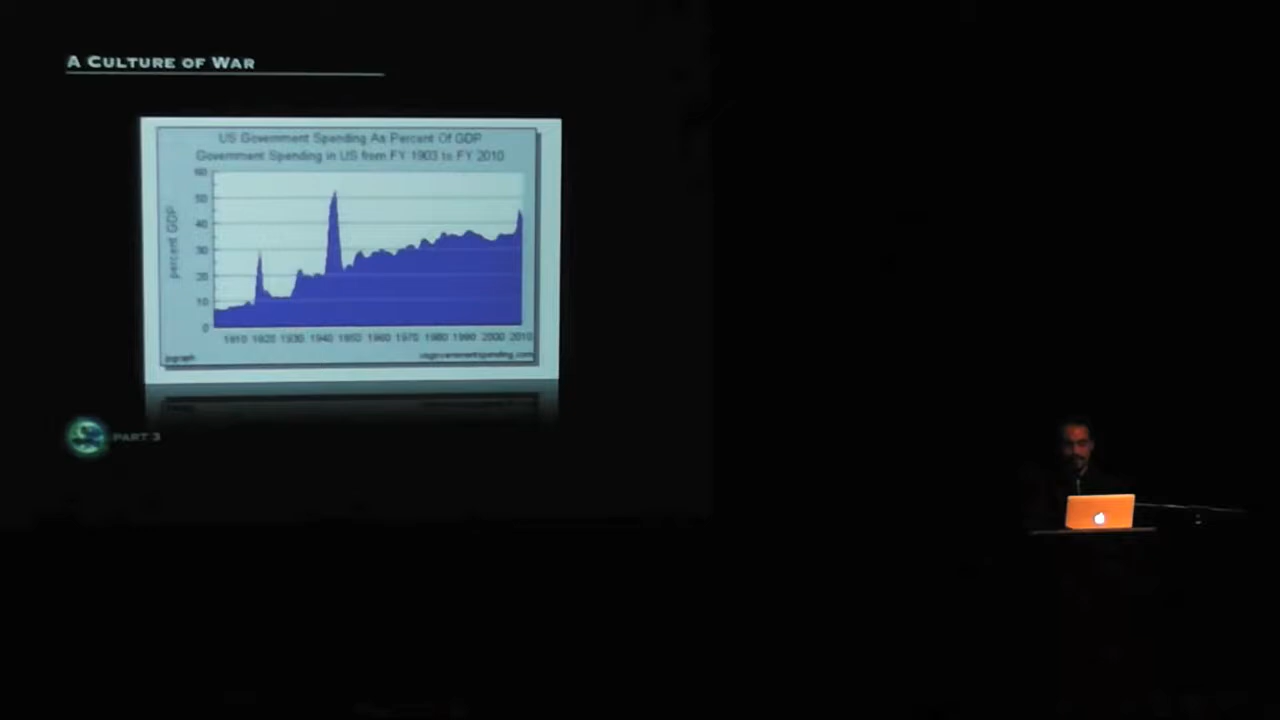 A CULTURE OF WAR
US Government Spending As Percent Of GDP
Government Spending in US from FY 1903 to FY 2010
60
50
40
30
20
10
0
percent GDP
1910 1920 1930 1940 1950 1960 1970 1980 1990 2000 2010
jpgraph
usgovernmentspending.com
PART 3